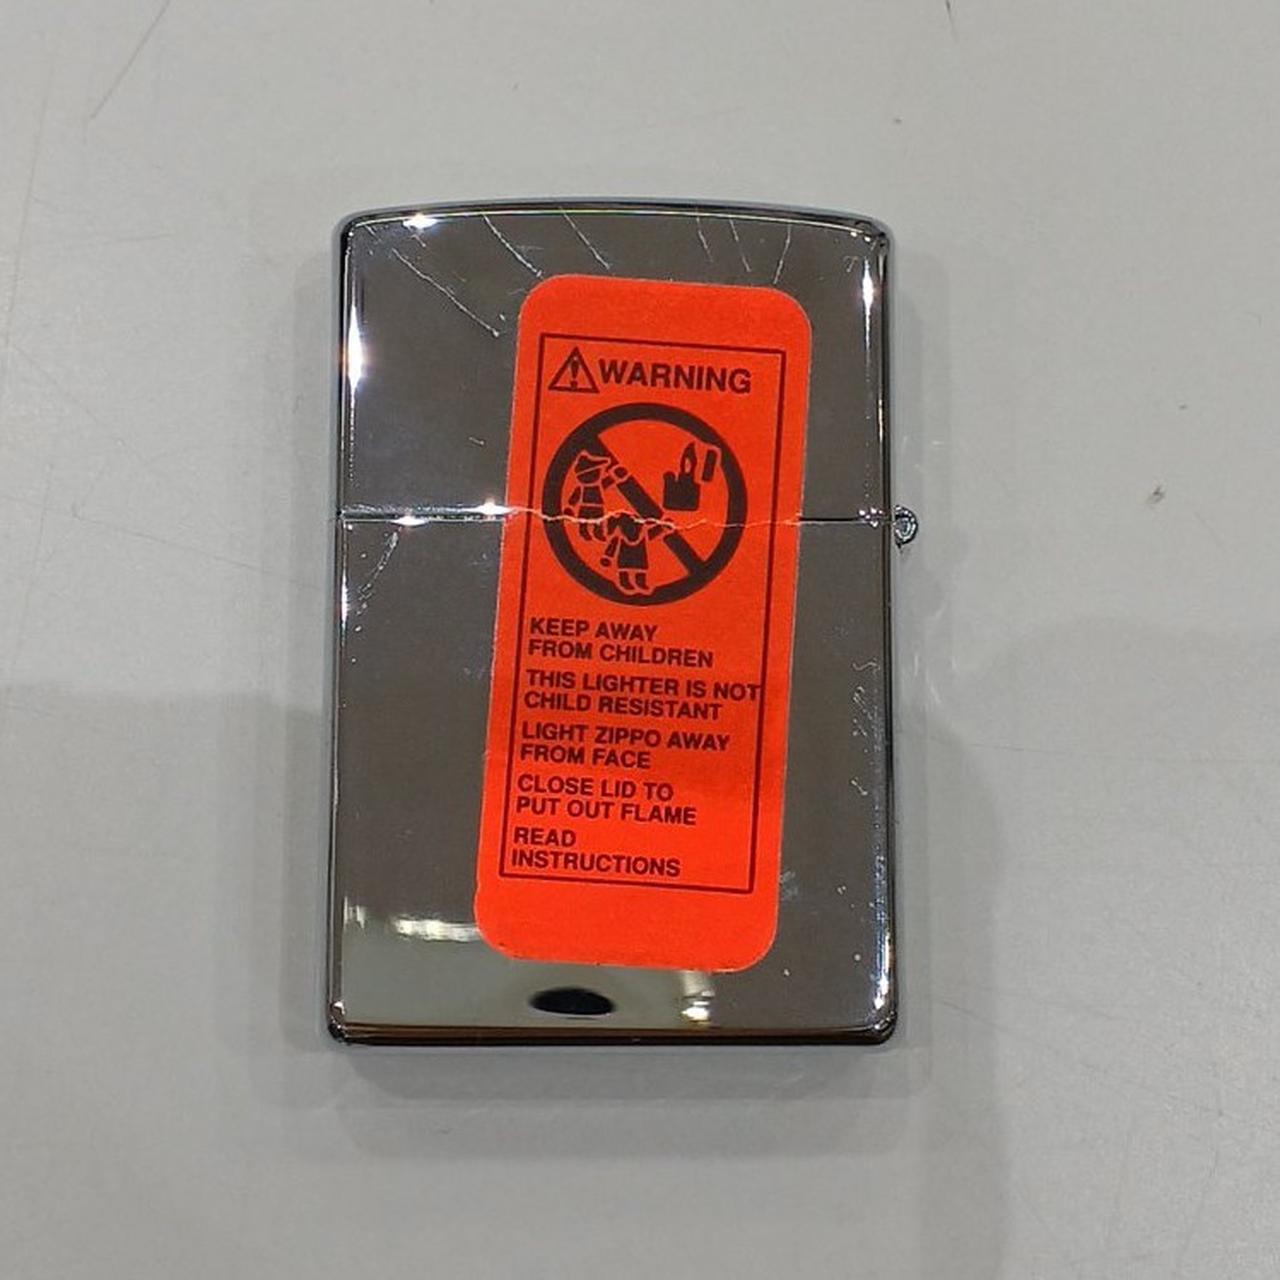 WARNING
KEEP AWAY
FROM CHILDREN
THIS LIGHTER IS NOT
CHILD RESISTANT
LIGHT ZIPPO AWAY
FROM FACE
CLOSE LID TO
PUT OUT FLAME
READ
INSTRUCTIONS